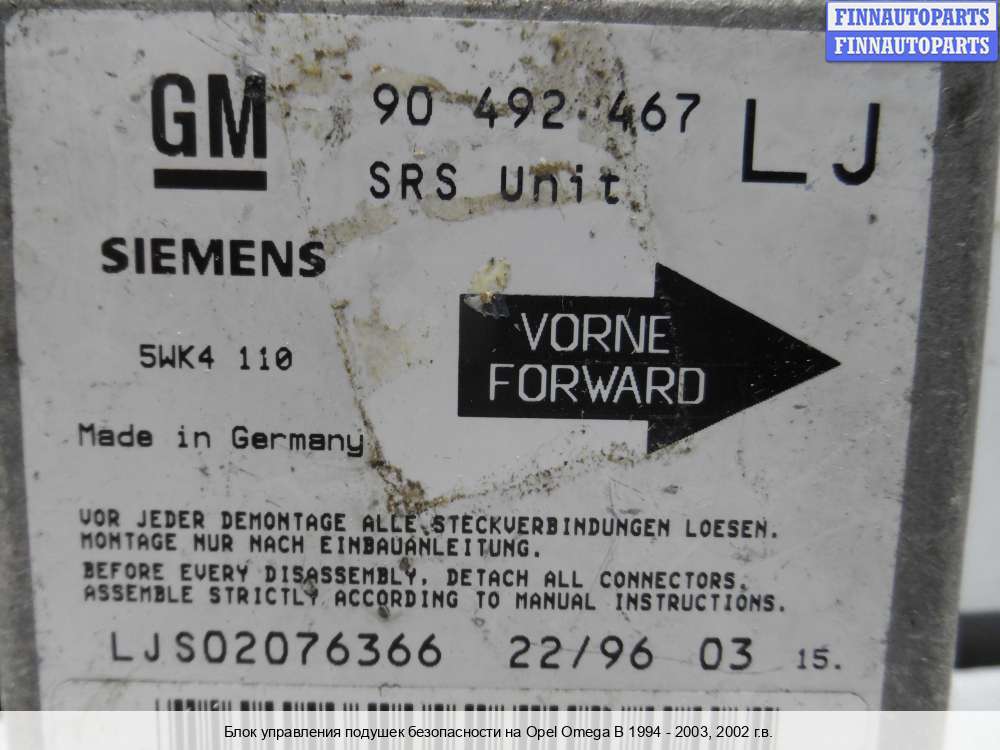 FINNAUTOPARTS
FINNAUTOPARTS
GM
90 492 467
LJ
SRS Unit
SIEMENS
VORNE
FORWARD
5WK4 110
Made in Germany
VOR JEDER DEMONTAGE ALLE STECKVERBINDUNGEN LOESEN.
MONTAGE NUR NACH EINBAUANLEITUNG.
BEFORE EVERY DISASSEMBLY, DETACH ALL CONNECTORS.
ASSEMBLE STRICTLY ACCORDING TO MANUAL INSTRUCTIONS.
LJS02076366 22/96 03 15.
Блок управления подушек безопасности на Opel Omega B 1994 - 2003, 2002 г.в.